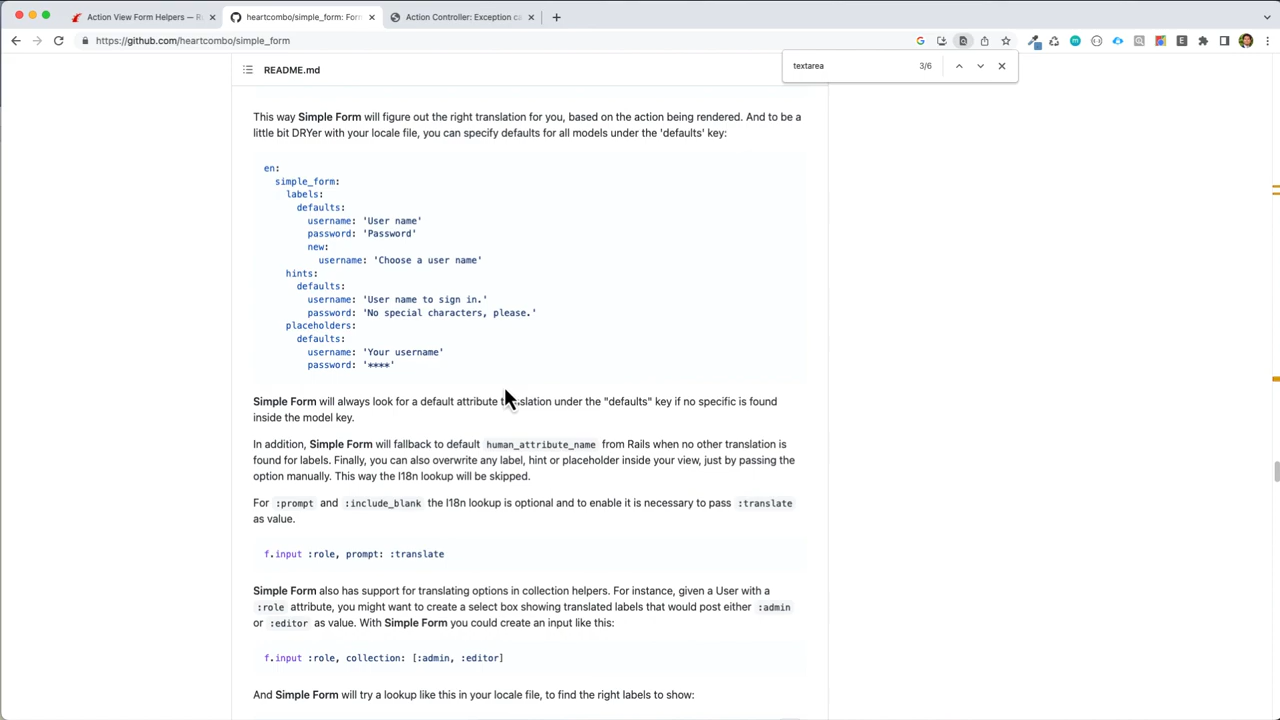 Action View Form Helpers — R
heartcombo/simple_form: Form
Action Controller: Exception ca
https://github.com/heartcombo/simple_form
textarea
3/6
README.md
This way Simple Form will figure out the right translation for you, based on the action being rendered. And to be a
little bit DRYer with your locale file, you can specify defaults for all models under the 'defaults' key:
en:
simple_form:
labels:
defaults:
username: 'User name'
password: 'Password'
new:
username: 'Choose a user name'
hints:
defaults:
username: 'User name to sign in.'
password: 'No special characters, please.'
placeholders:
defaults:
username: 'Your username'
password: '****'
Simple Form will always look for a default attribute translation under the "defaults" key if no specific is found
inside the model key.
In addition, Simple Form will fallback to default human_attribute_name from Rails when no other translation is
found for labels. Finally, you can also overwrite any label, hint or placeholder inside your view, just by passing the
option manually. This way the I18n lookup will be skipped.
For :prompt and :include_blank the I18n lookup is optional and to enable it is necessary to pass :translate
as value.
f.input :role, prompt: :translate
Simple Form also has support for translating options in collection helpers. For instance, given a User with a
:role attribute, you might want to create a select box showing translated labels that would post either :admin
or :editor as value. With Simple Form you could create an input like this:
f.input :role, collection: [:admin, :editor]
And Simple Form will try a lookup like this in your locale file, to find the right labels to show: